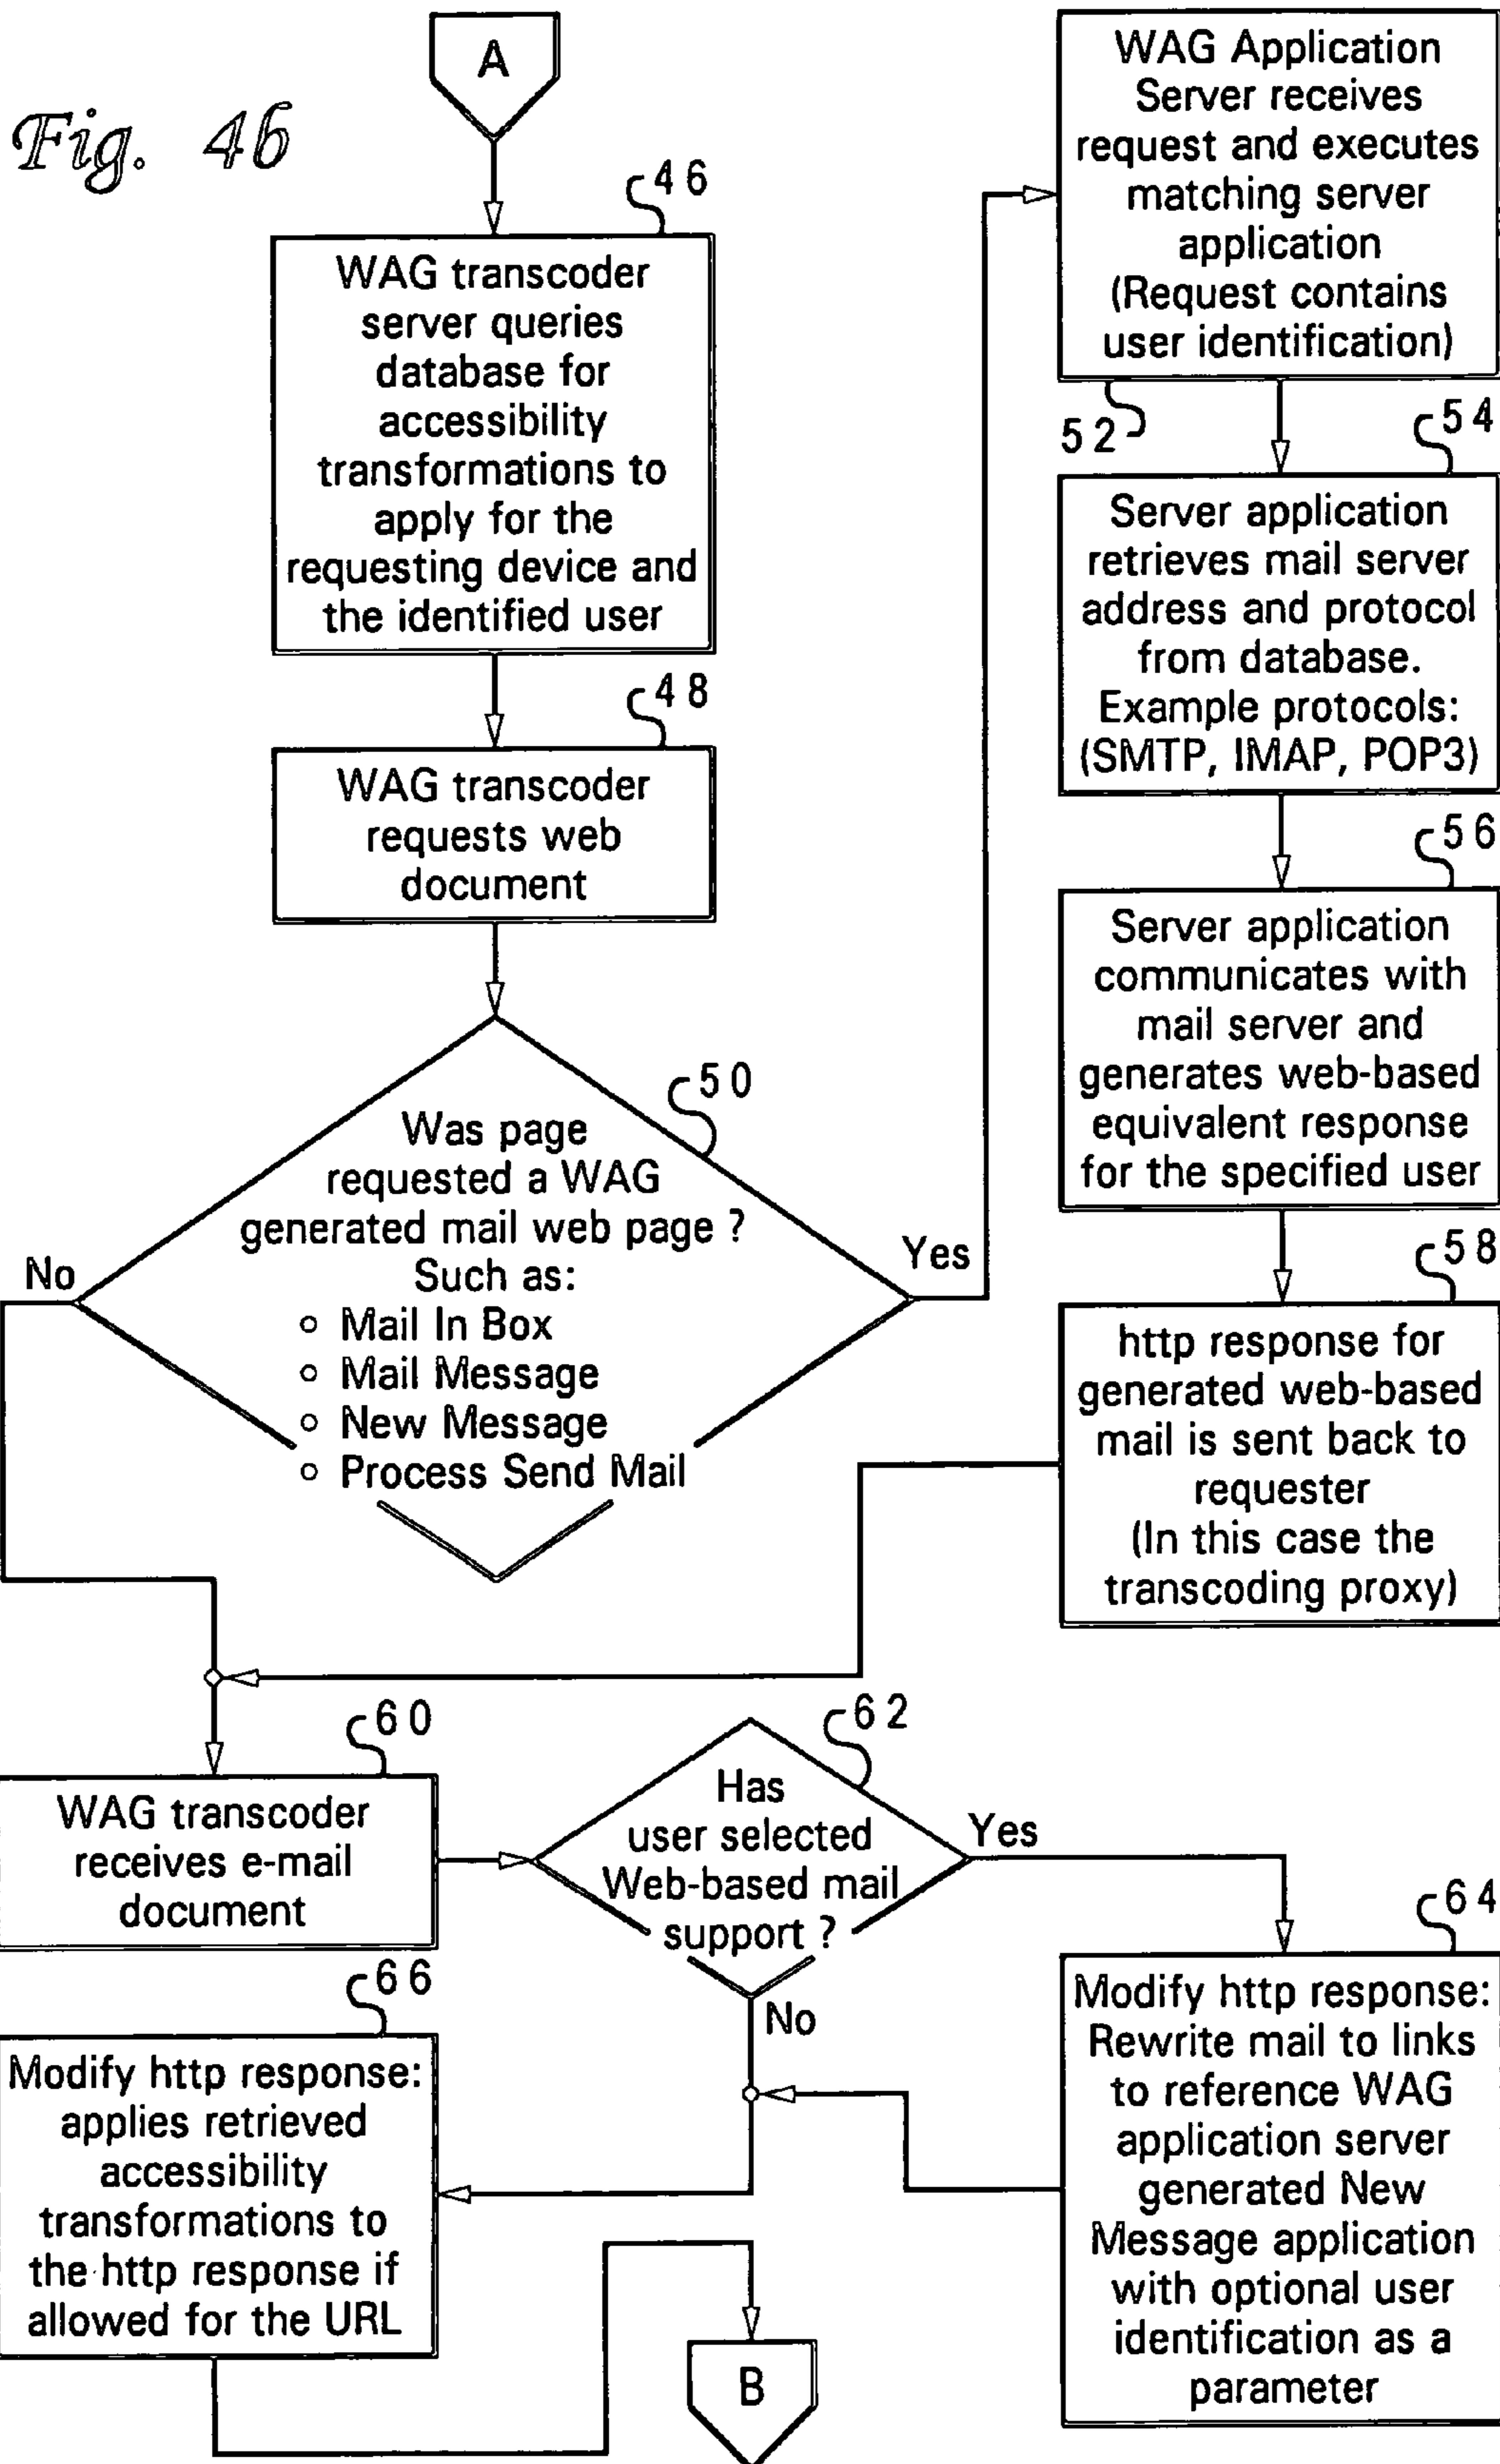 Fig. 4b
A
46
WAG transcoder
server queries
database for
accessibility
transformations to
apply for the
requesting device and
the identified user
48
WAG transcoder
requests web
document
50
Was page
requested a WAG
generated mail web page ?
Such as:
○ Mail In Box
○ Mail Message
○ New Message
○ Process Send Mail
No
Yes
WAG Application
Server receives
request and executes
matching server
application
(Request contains
user identification)
52
54
Server application
retrieves mail server
address and protocol
from database.
Example protocols:
(SMTP, IMAP, POP3)
56
Server application
communicates with
mail server and
generates web-based
equivalent response
for the specified user
58
http response for
generated web-based
mail is sent back to
requester
(In this case the
transcoding proxy)
60
WAG transcoder
receives e-mail
document
62
Has
user selected
Web-based mail
support ?
Yes
No
64
Modify http response:
Rewrite mail to links
to reference WAG
application server
generated New
Message application
with optional user
identification as a
parameter
66
Modify http response:
applies retrieved
accessibility
transformations to
the http response if
allowed for the URL
B